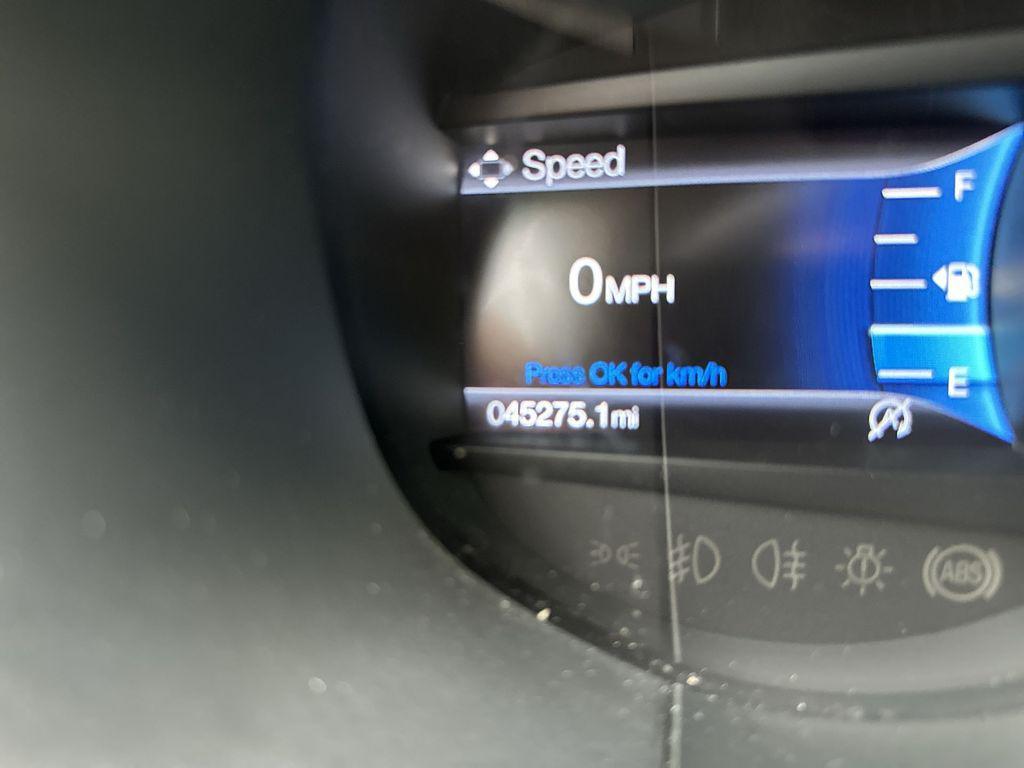 Speed
F
0MPH
Press OK for km/h
E
045275.1mi
A
ABS